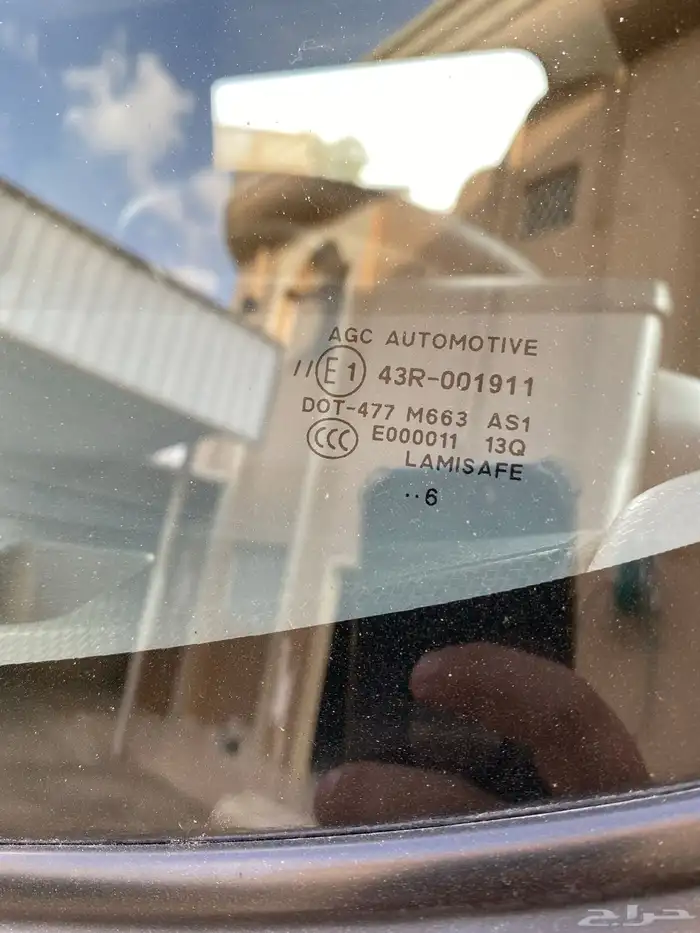 AGC AUTOMOTIVE
// E1 43R-001911
DOT-477 M663 AS1
CCC E000011 13Q
LAMISAFE
··6
حراج